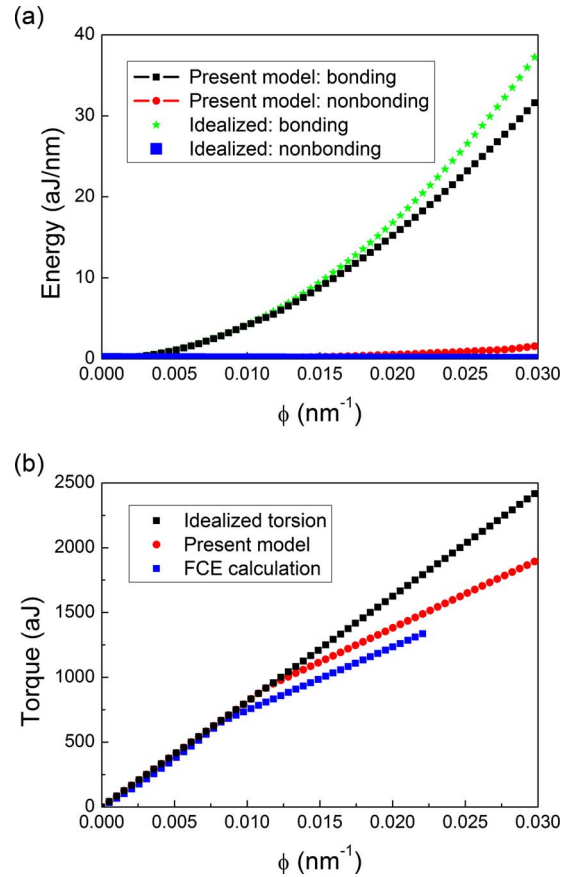 (a)
Present model: bonding
Present model: nonbonding
Idealized: bonding
Idealized: nonbonding
40
30
20
10
0
Energy (aJ/nm)
0.000 0.005 0.010 0.015 0.020 0.025 0.030
ϕ (nm⁻¹)
(b)
Idealized torsion
Present model
FCE calculation
2500
2000
1500
1000
500
0
Torque (aJ)
0.000 0.005 0.010 0.015 0.020 0.025 0.030
ϕ (nm⁻¹)